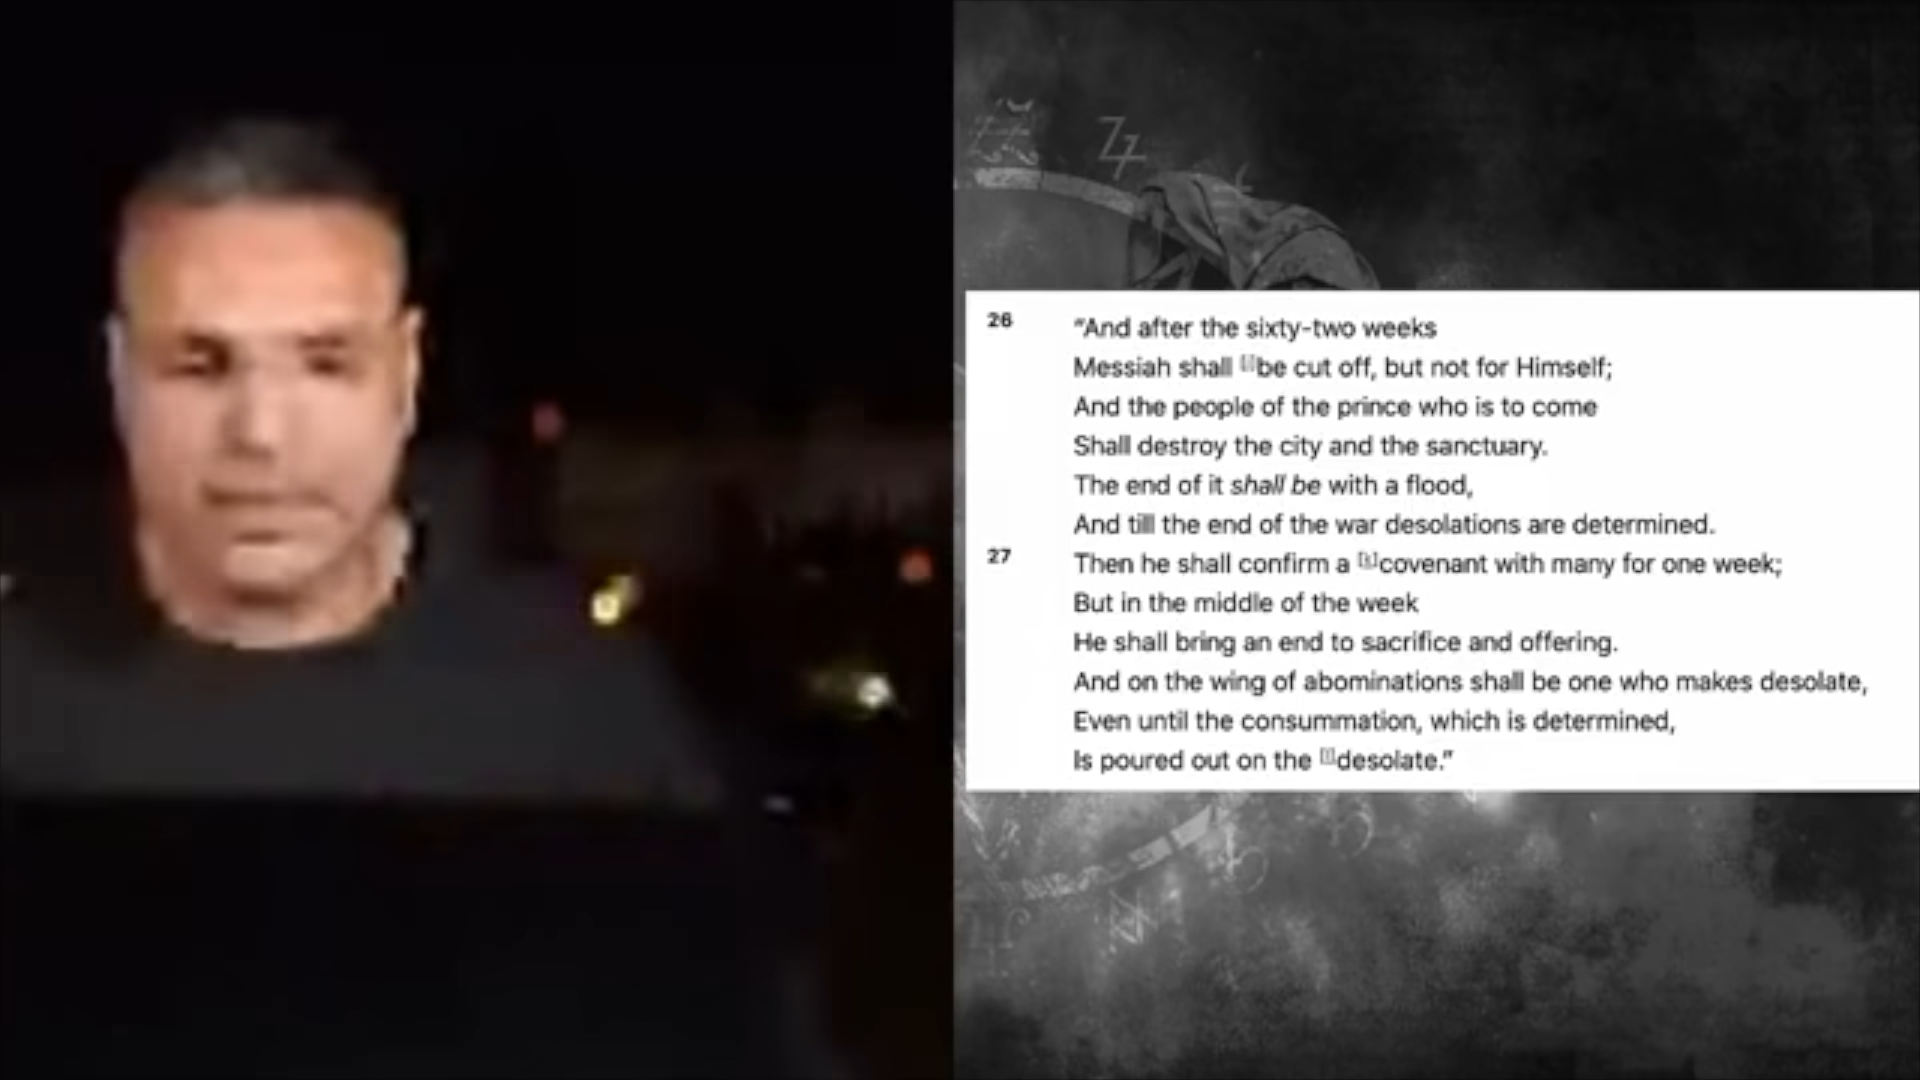 26 "And after the sixty-two weeks
Messiah shall be cut off, but not for Himself;
And the people of the prince who is to come
Shall destroy the city and the sanctuary.
The end of it shall be with a flood,
And till the end of the war desolations are determined.
27 Then he shall confirm a covenant with many for one week;
But in the middle of the week
He shall bring an end to sacrifice and offering.
And on the wing of abominations shall be one who makes desolate,
Even until the consummation, which is determined,
Is poured out on the desolate."